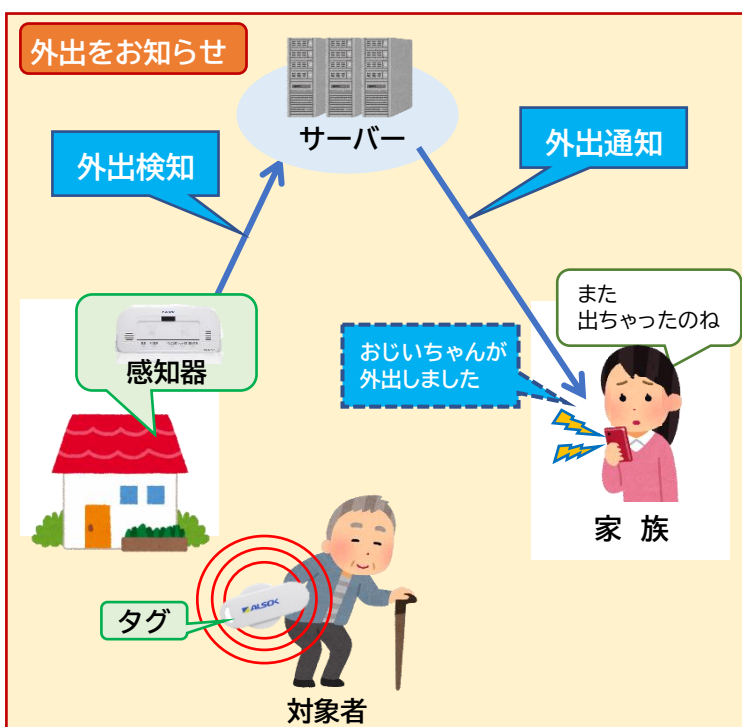 外出をお知らせ
サーバー
外出検知
外出通知
また
出ちゃったのね
おじいちゃんが
外出しました
感知器
家 族
ALSOK
タグ
対象者